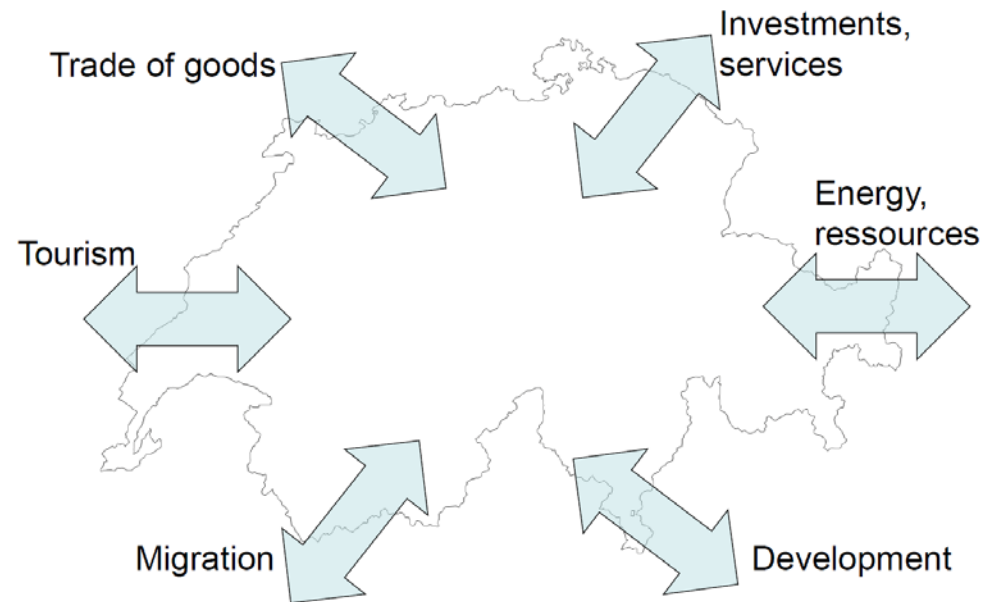 Trade of goods
Investments,
services
Energy,
ressources
Tourism
Migration
Development